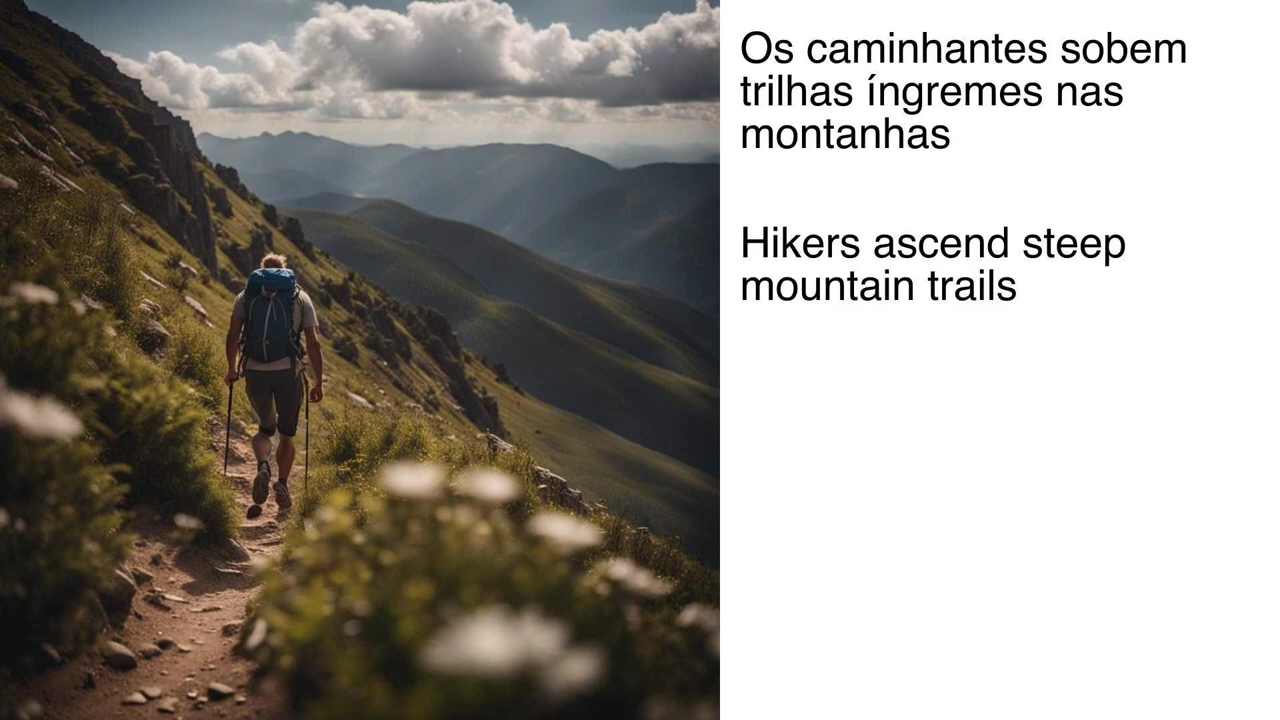 Os caminhantes sobem
trilhas íngremes nas
montanhas
Hikers ascend steep
mountain trails